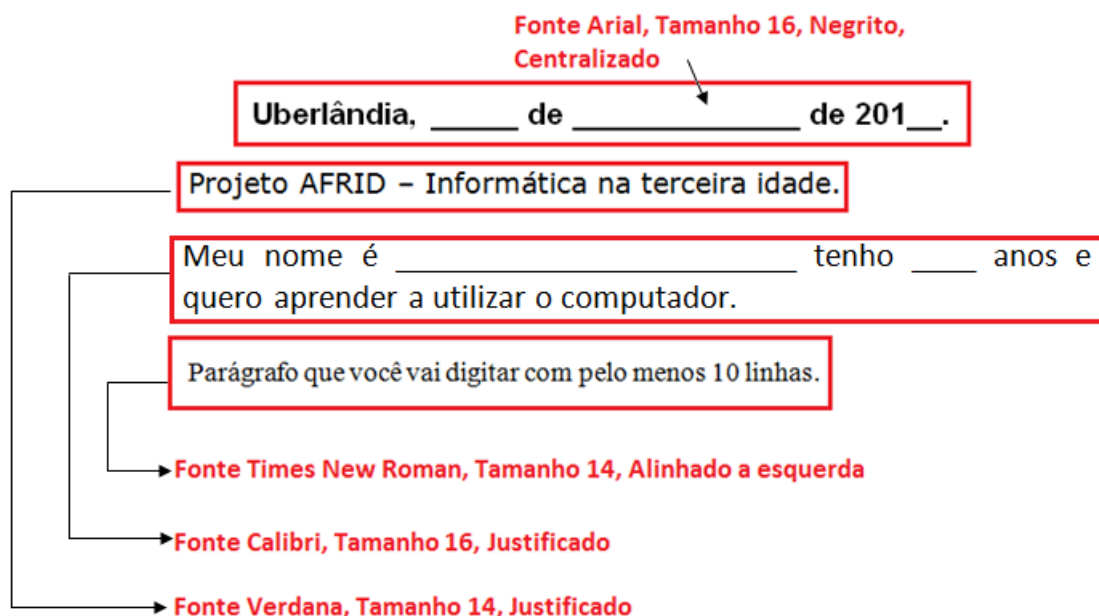 Fonte Arial, Tamanho 16, Negrito,
Centralizado
Uberlândia, _____ de _____________ de 201__.
Projeto AFRID – Informática na terceira idade.
Meu nome é _________________________ tenho ____ anos e
quero aprender a utilizar o computador.
Parágrafo que você vai digitar com pelo menos 10 linhas.
Fonte Times New Roman, Tamanho 14, Alinhado a esquerda
Fonte Calibri, Tamanho 16, Justificado
Fonte Verdana, Tamanho 14, Justificado